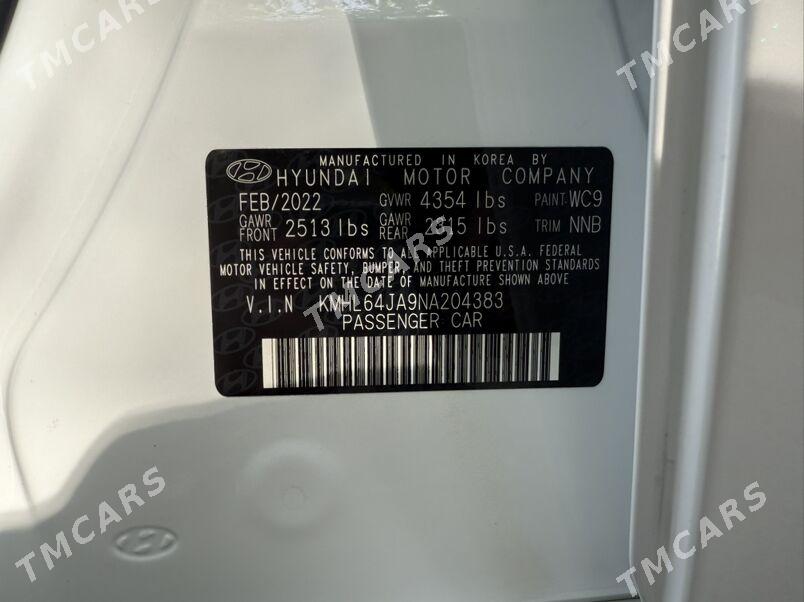 MANUFACTURED IN KOREA BY
HYUNDAI MOTOR COMPANY
FEB/2022 GVWR 4354 lbs PAINT:WC9
GAWR FRONT 2513 lbs GAWR REAR lbs TRIM NNB
THIS VEHICLE CONFORMS TO ALL APPLICABLE U.S.A. FEDERAL
MOTOR VEHICLE SAFETY, BUMPER, AND THEFT PREVENTION STANDARDS
IN EFFECT ON THE DATE OF MANUFACTURE SHOWN ABOVE
V.I.N KMHL64JA9NA204383
PASSENGER CAR
TMCARS
TMCARS
TMCARS
TMCARS
TMCARS